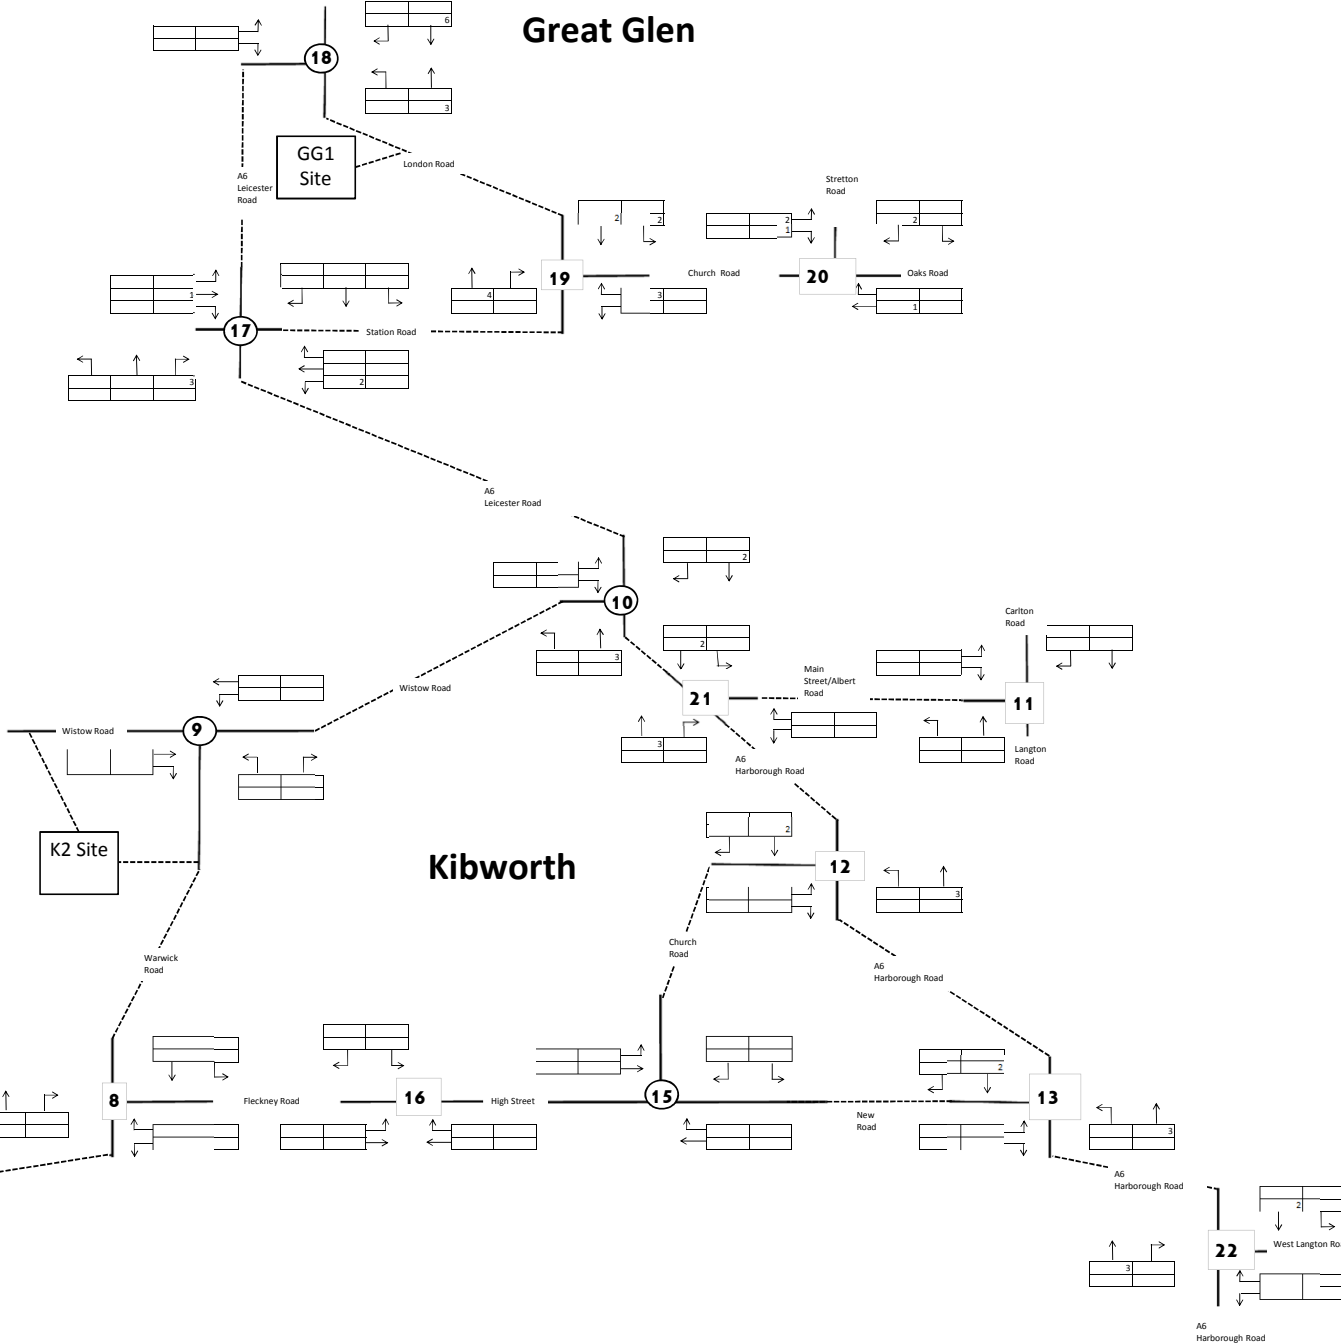 Great Glen
6
18
3
GG1
Site
London Road
A6
Leicester
Road
Stretton
Road
2
2
2
1
2
19
Church Road
20
Oaks Road
1
4
3
1
17
Station Road
3
2
A6
Leicester Road
2
10
Carlton
Road
3
2
Main
Street/Albert
Road
Wistow Road
21
11
9
Wistow Road
3
Langton
Road
A6
Harborough Road
K2 Site
2
Kibworth
12
3
Church
Road
Warwick
Road
A6
Harborough Road
2
8
Fleckney Road
16
High Street
15
13
New
Road
3
A6
Harborough Road
2
22
West Langton Ro
3
A6
Harborough Road